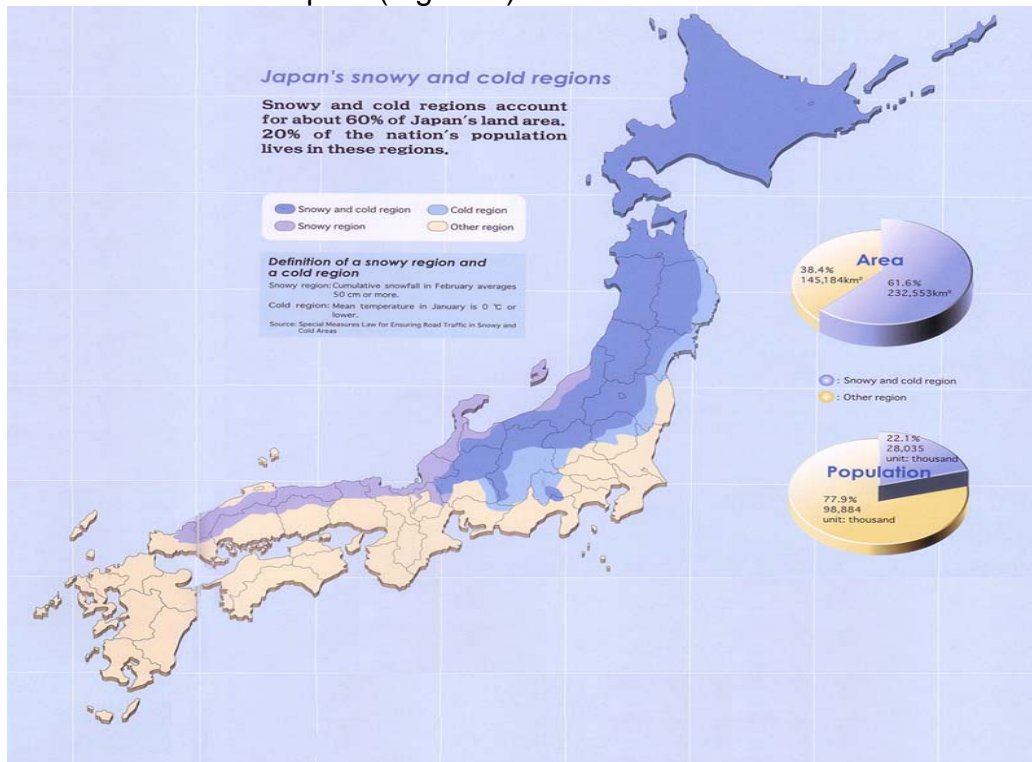 Japan's snowy and cold regions
Snowy and cold regions account
for about 60% of Japan's land area.
20% of the nation's population
lives in these regions.
Snowy and cold region
Cold region
Snowy region
Other region
Definition of a snowy region and
a cold region
Snowy region: Cumulative snowfall in February averages
50 cm or more.
Cold region: Mean temperature in January is 0 °C or
lower.
Source: Special Measures Law for Ensuring Road Traffic in Snowy and
Cold Areas
Area
38.4%
145,184km²
61.6%
232,553km²
: Snowy and cold region
: Other region
22.1%
28,035
unit: thousand
Population
77.9%
98,884
unit: thousand